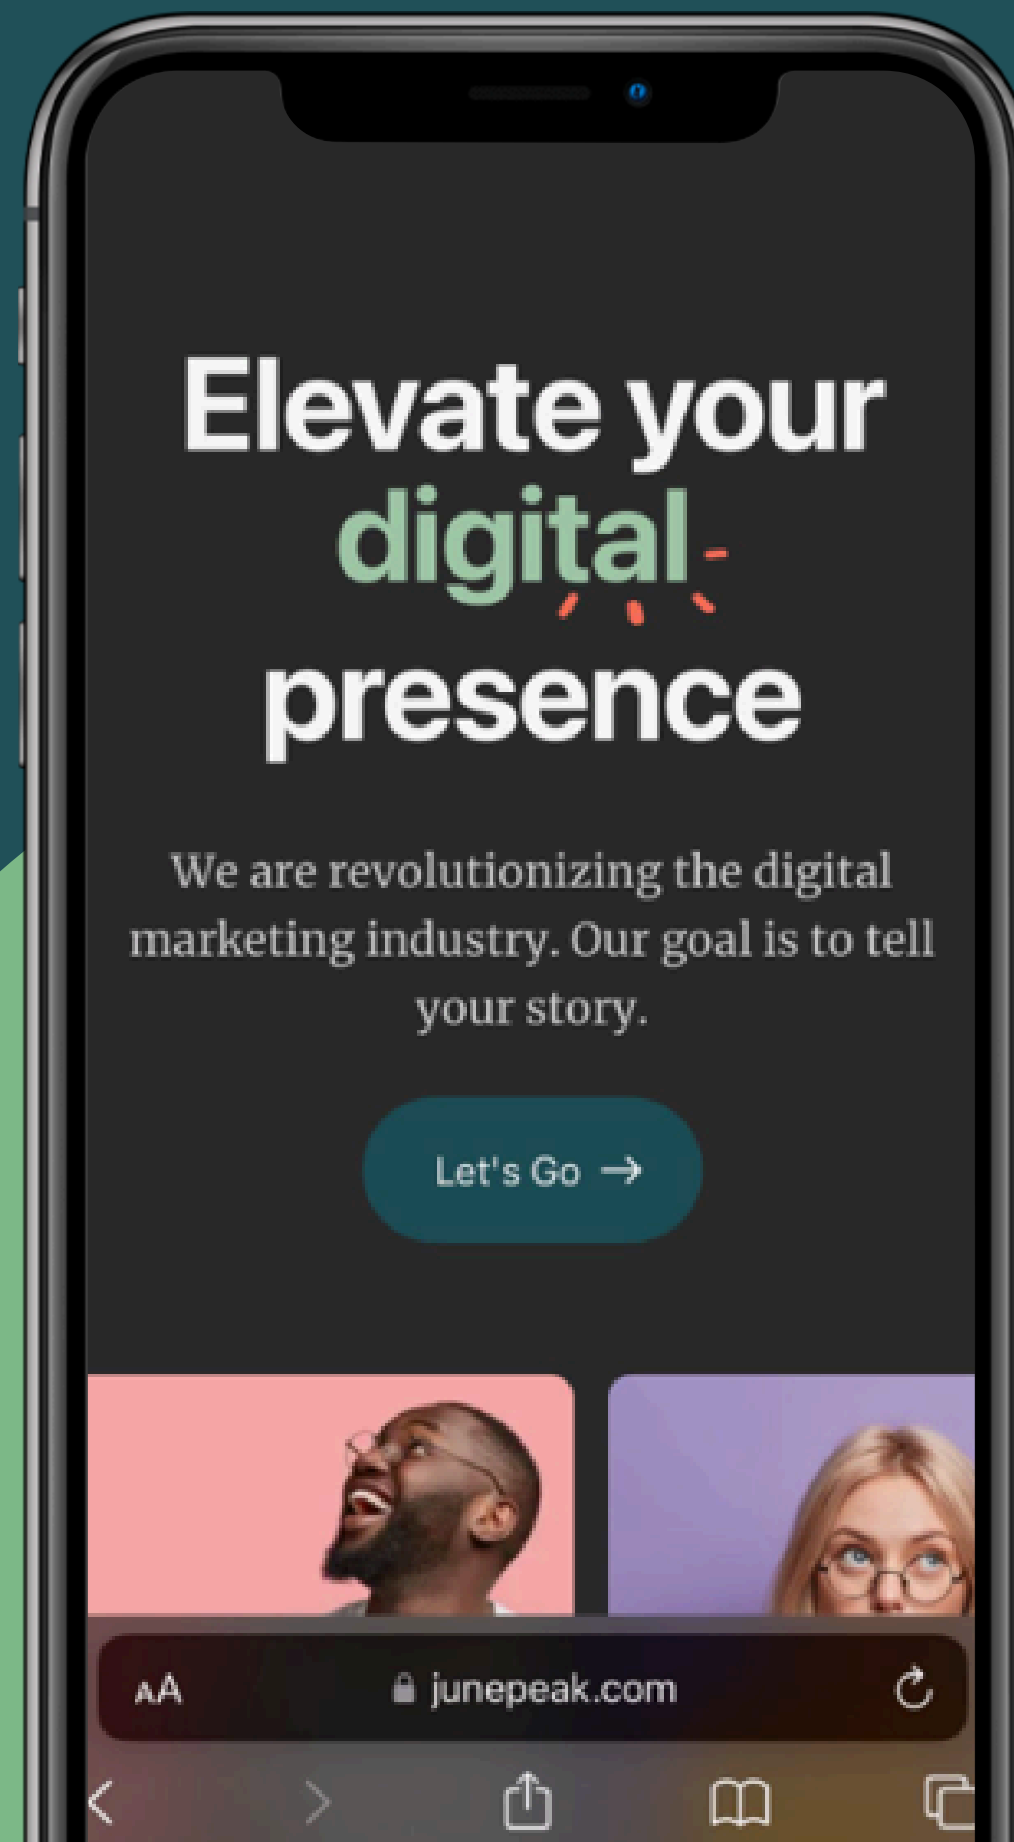 Elevate your
digital
presence
We are revolutionizing the digital
marketing industry. Our goal is to tell
your story.
Let's Go →
AA junepeak.com